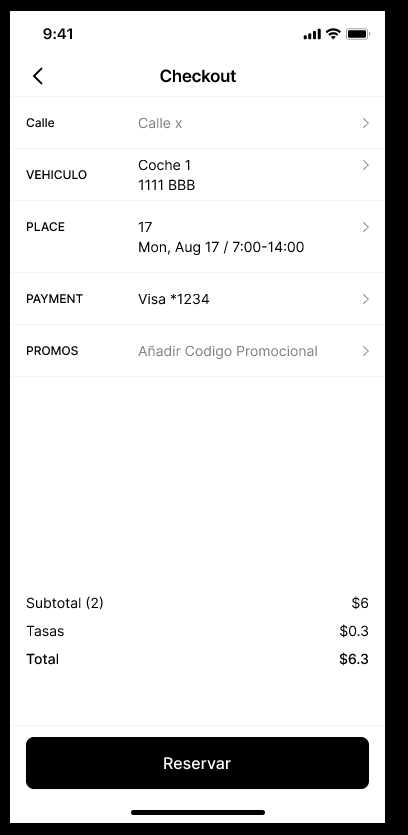 9:41
Checkout
Calle Calle x
VEHICULO Coche 1
1111 BBB
PLACE 17
Mon, Aug 17 / 7:00-14:00
PAYMENT Visa *1234
PROMOS Añadir Codigo Promocional
Subtotal (2) $6
Tasas $0.3
Total $6.3
Reservar